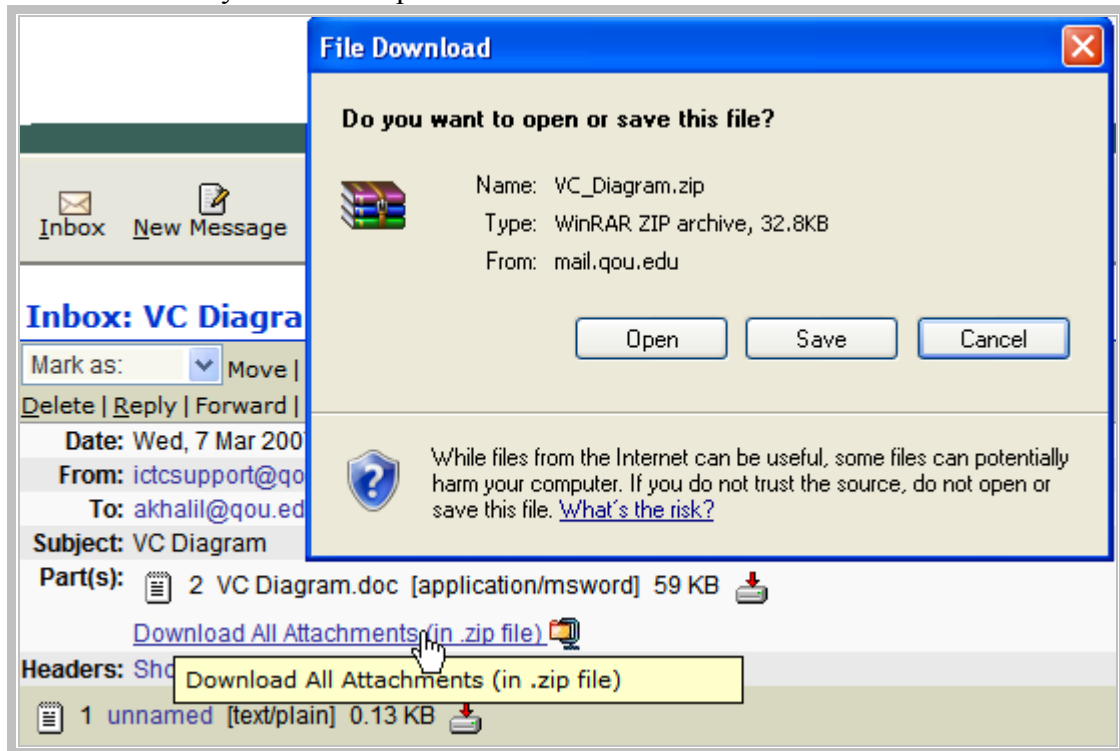 File Download
Do you want to open or save this file?
Name: VC_Diagram.zip
Type: WinRAR ZIP archive, 32.8KB
From: mail.qou.edu
Open Save Cancel
While files from the Internet can be useful, some files can potentially
harm your computer. If you do not trust the source, do not open or
save this file. What's the risk?
Inbox New Message
Inbox: VC Diagra
Mark as: Move |
Delete | Reply | Forward |
Date: Wed, 7 Mar 200
From: ictcsupport@qo
To: akhalil@qou.ed
Subject: VC Diagram
Part(s): 2 VC Diagram.doc [application/msword] 59 KB
Download All Attachments (in .zip file)
Headers: Sho
Download All Attachments (in .zip file)
1 unnamed [text/plain] 0.13 KB